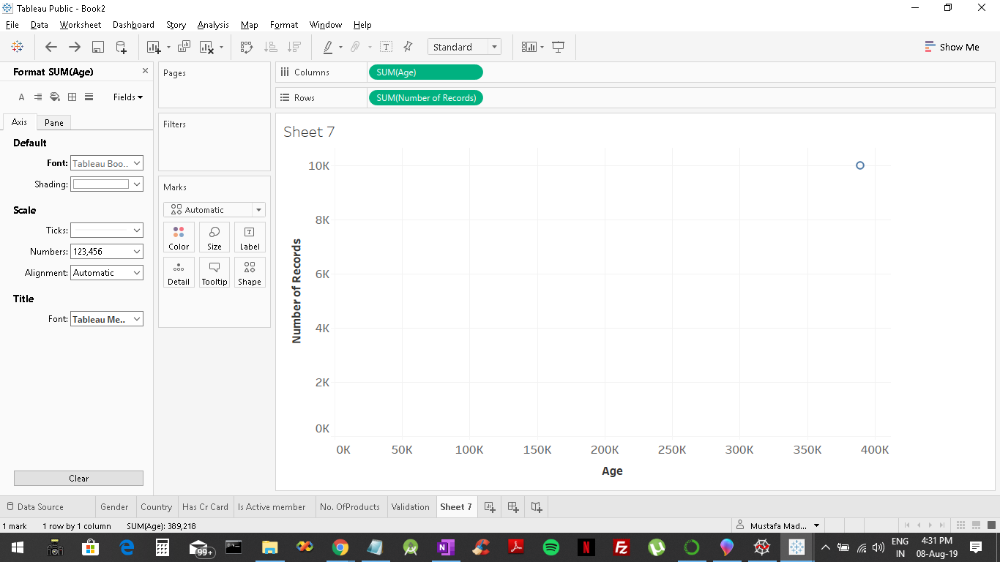 Tableau Public - Book2
File Data Worksheet Dashboard Story Analysis Map Format Window Help
Standard
Show Me
Format SUM(Age)
A Fields
Axis Pane
Default
Font: Tableau Boo..
Shading:
Scale
Ticks:
Numbers: 123,456
Alignment: Automatic
Title
Font: Tableau Me..
Clear
Pages
Filters
Marks
Automatic
Color Size Label
Detail Tooltip Shape
Columns SUM(Age)
Rows SUM(Number of Records)
Sheet 7
Number of Records
10K
8K
6K
4K
2K
0K
0K 50K 100K 150K 200K 250K 300K 350K 400K
Age
Data Source Gender Country Has Cr Card Is Active member No. OfProducts Validation Sheet 7
1 mark 1 row by 1 column SUM(Age): 389,218 Mustafa Mad...
99+ ENG 4:31 PM
IN 08-Aug-19